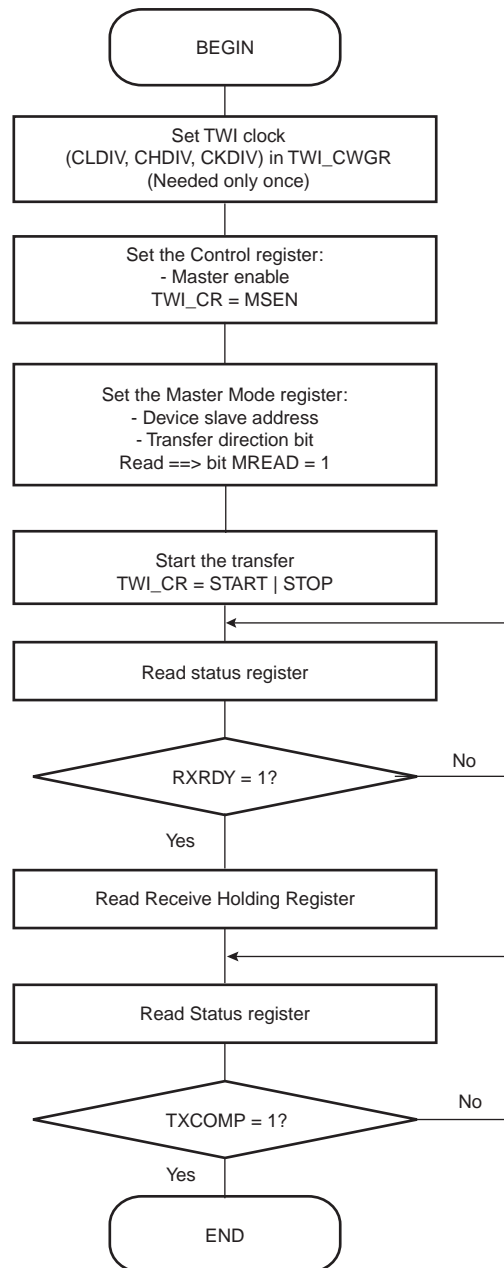 BEGIN
Set TWI clock
(CLDIV, CHDIV, CKDIV) in TWI_CWGR
(Needed only once)
Set the Control register:
- Master enable
TWI_CR = MSEN
Set the Master Mode register:
- Device slave address
- Transfer direction bit
Read ==> bit MREAD = 1
Start the transfer
TWI_CR = START | STOP
Read status register
RXRDY = 1?
No
Yes
Read Receive Holding Register
Read Status register
TXCOMP = 1?
No
Yes
END